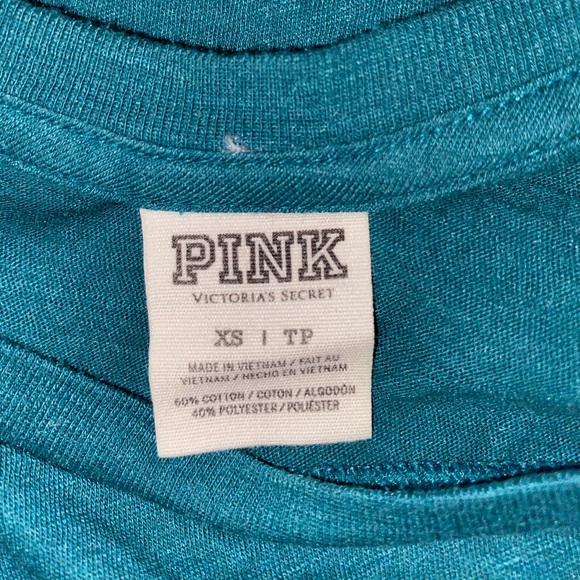 PINK
VICTORIA'S SECRET
XS | TP
MADE IN VIETNAM / FAIT AU
VIETNAM / HECHO EN VIETNAM
60% COTTON / COTON / ALGODÓN
40% POLYESTER / POLIÉSTER